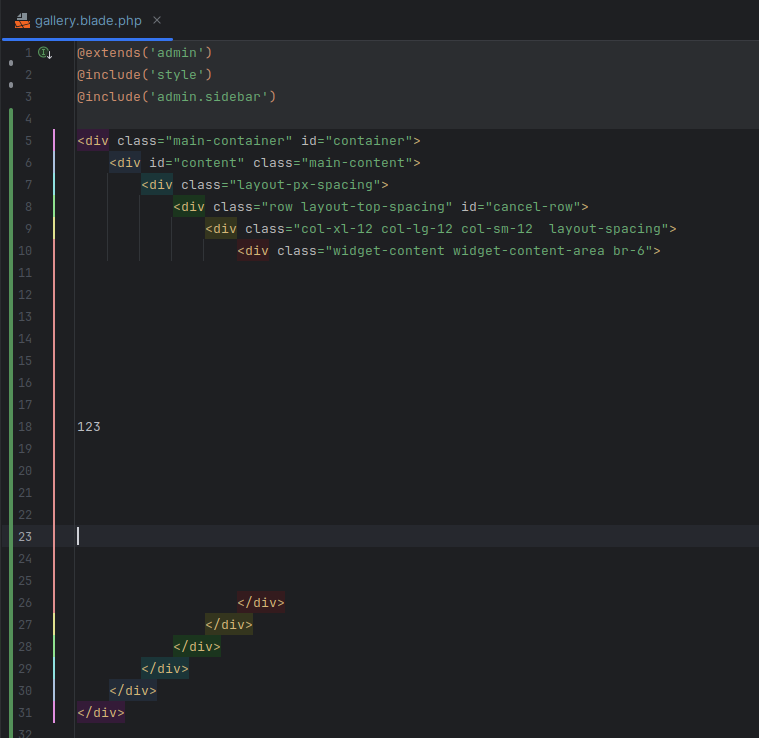 gallery.blade.php ×
1 @extends('admin')
2 @include('style')
3 @include('admin.sidebar')
4
5 <div class="main-container" id="container">
6 <div id="content" class="main-content">
7 <div class="layout-px-spacing">
8 <div class="row layout-top-spacing" id="cancel-row">
9 <div class="col-xl-12 col-lg-12 col-sm-12  layout-spacing">
10 <div class="widget-content widget-content-area br-6">
11
12
13
14
15
16
17
18 123
19
20
21
22
23
24
25
26 </div>
27 </div>
28 </div>
29 </div>
30 </div>
31 </div>
32